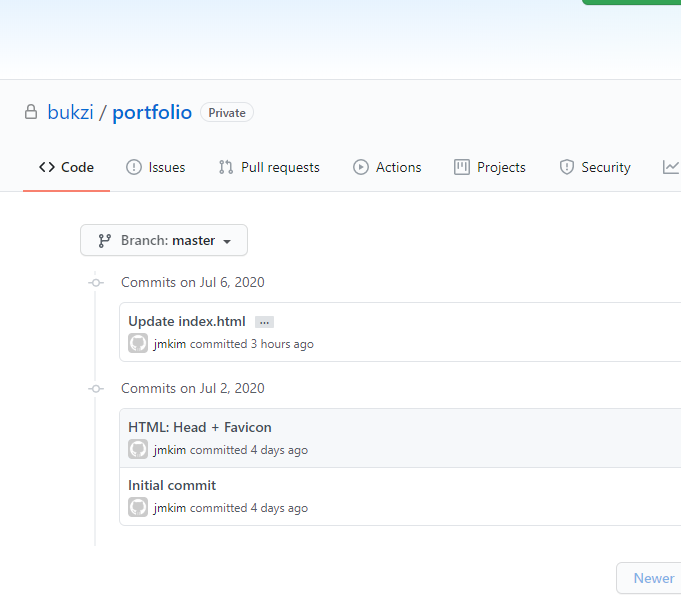 bukzi / portfolio Private
Code Issues Pull requests Actions Projects Security
Branch: master
Commits on Jul 6, 2020
Update index.html ...
jmkim committed 3 hours ago
Commits on Jul 2, 2020
HTML: Head + Favicon
jmkim committed 4 days ago
Initial commit
jmkim committed 4 days ago
Newer